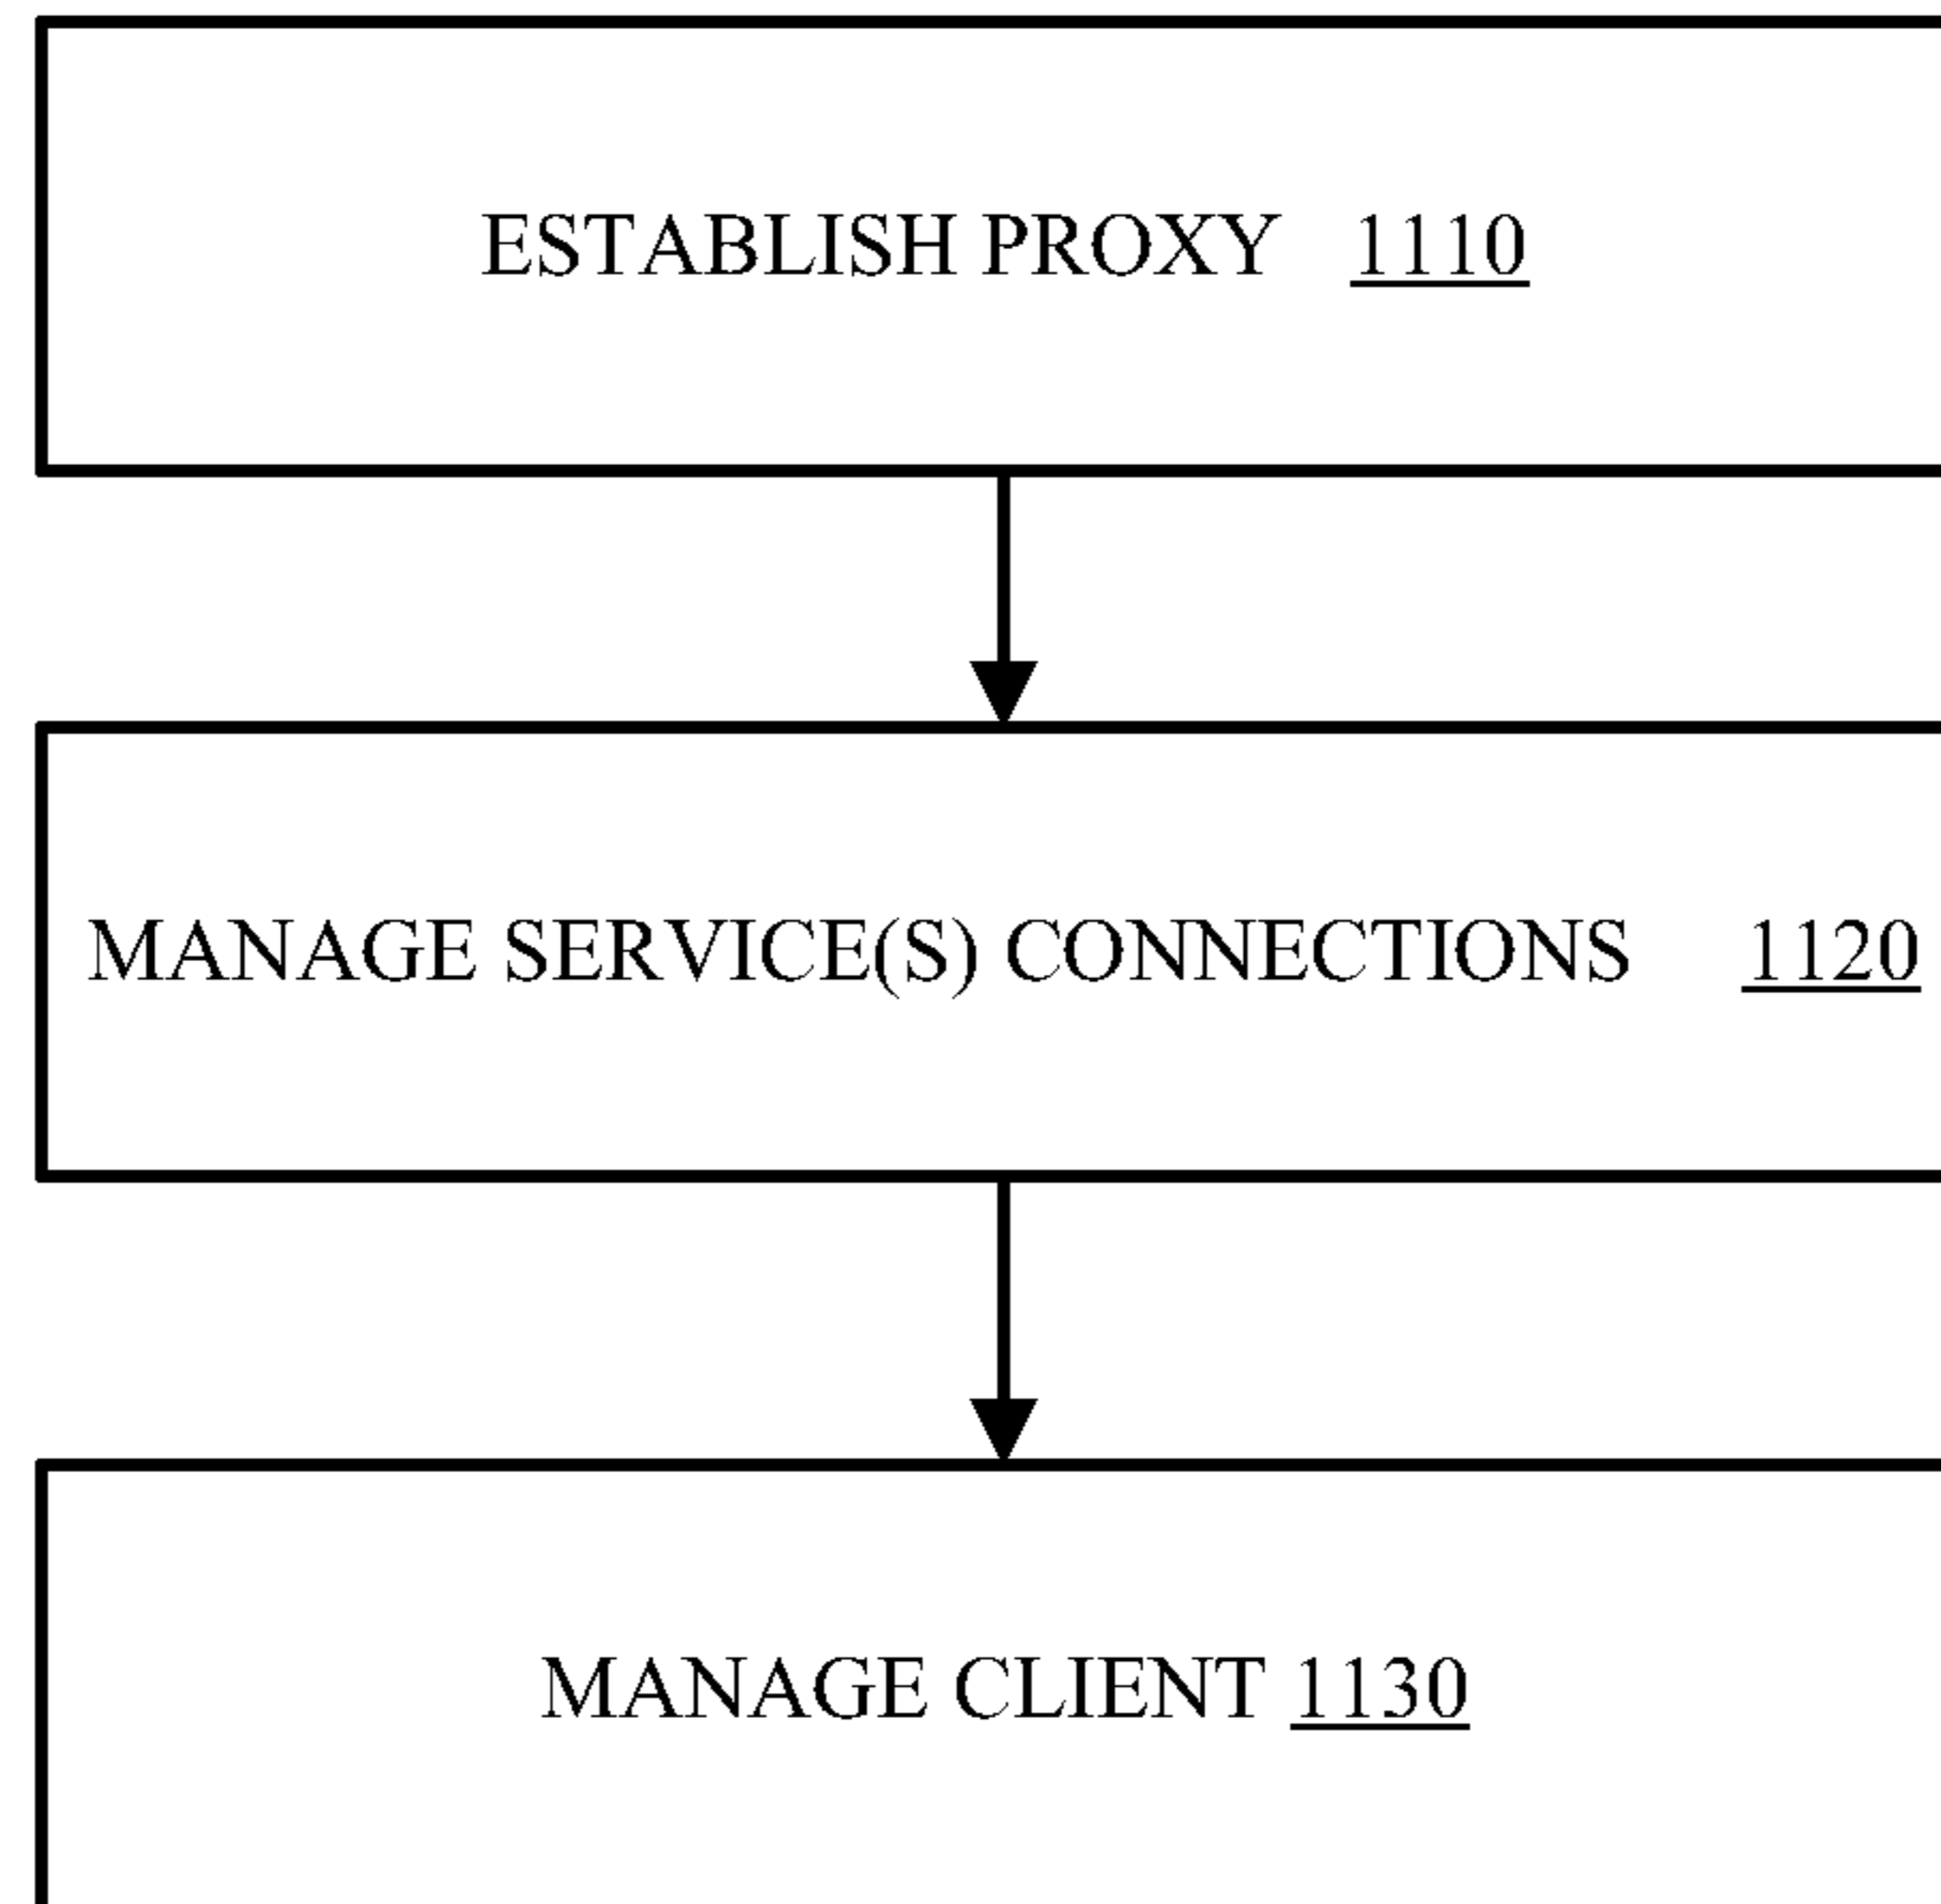 ESTABLISH PROXY 1110
MANAGE SERVICE(S) CONNECTIONS 1120
MANAGE CLIENT 1130